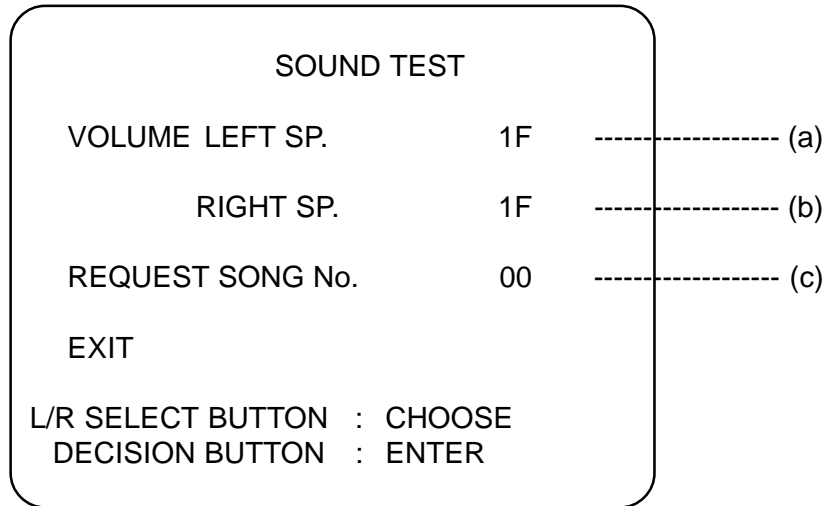 SOUND TEST
VOLUME LEFT SP. 1F ------------------ (a)
RIGHT SP. 1F ------------------ (b)
REQUEST SONG No. 00 ------------------ (c)
EXIT
L/R SELECT BUTTON : CHOOSE
DECISION BUTTON : ENTER